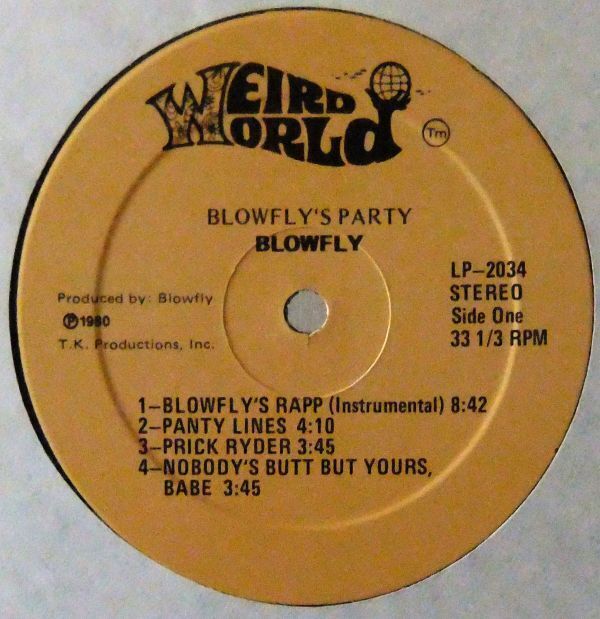 WEIRD
WORLD
Tm
BLOWFLY'S PARTY
BLOWFLY
LP-2034
STEREO
Side One
33 1/3 RPM
Produced by: Blowfly
Ⓟ1980
T.K. Productions, Inc.
1-BLOWFLY'S RAPP (Instrumental) 8:42
2-PANTY LINES 4:10
3-PRICK RYDER 3:45
4-NOBODY'S BUTT BUT YOURS,
BABE 3:45